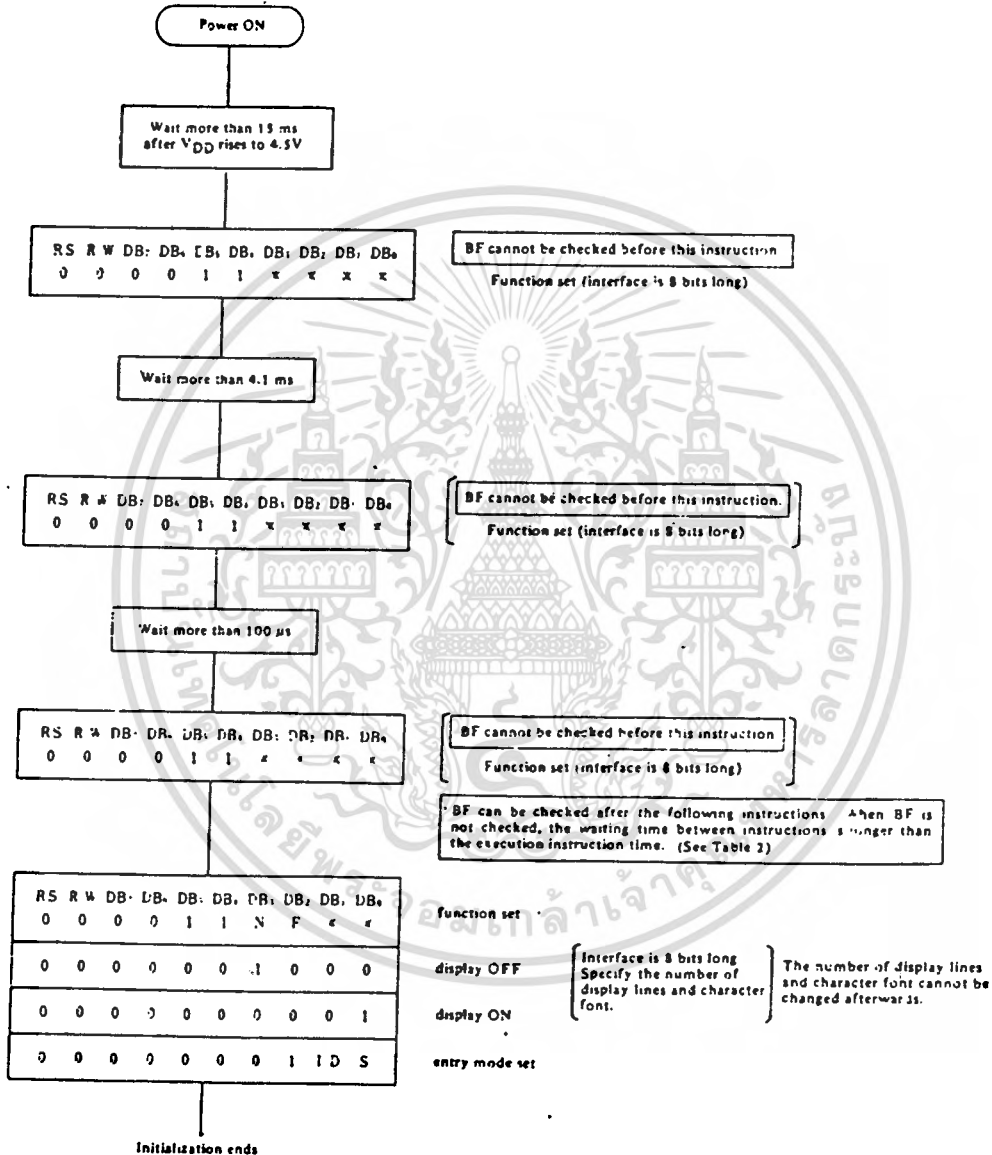 Power ON
Wait more than 15 ms
after VDD rises to 4.5V
RS R W DB₇ DB₆ DB₅ DB₄ DB₃ DB₂ DB₁ DB₀
0 0 0 0 1 1 * * * *
BF cannot be checked before this instruction
Function set (interface is 8 bits long)
Wait more than 4.1 ms
RS R W DB₇ DB₆ DB₅ DB₄ DB₃ DB₂ DB₁ DB₀
0 0 0 0 1 1 * * * *
BF cannot be checked before this instruction.
Function set (interface is 8 bits long)
Wait more than 100 µs
RS R W DB₇ DB₆ DB₅ DB₄ DB₃ DB₂ DB₁ DB₀
0 0 0 0 1 1 * * * *
BF cannot be checked before this instruction
Function set (interface is 8 bits long)
BF can be checked after the following instructions When BF is
not checked, the waiting time between instructions is longer than
the execution instruction time. (See Table 2)
RS R W DB₇ DB₆ DB₅ DB₄ DB₃ DB₂ DB₁ DB₀
0 0 0 0 1 1 N F * *
function set
0 0 0 0 0 0 1 0 0 0
display OFF
0 0 0 0 0 0 0 0 0 1
display ON
0 0 0 0 0 0 0 1 I D S
entry mode set
Interface is 8 bits long
Specify the number of
display lines and character
font.
The number of display lines
and character font cannot be
changed afterwards.
Initialization ends